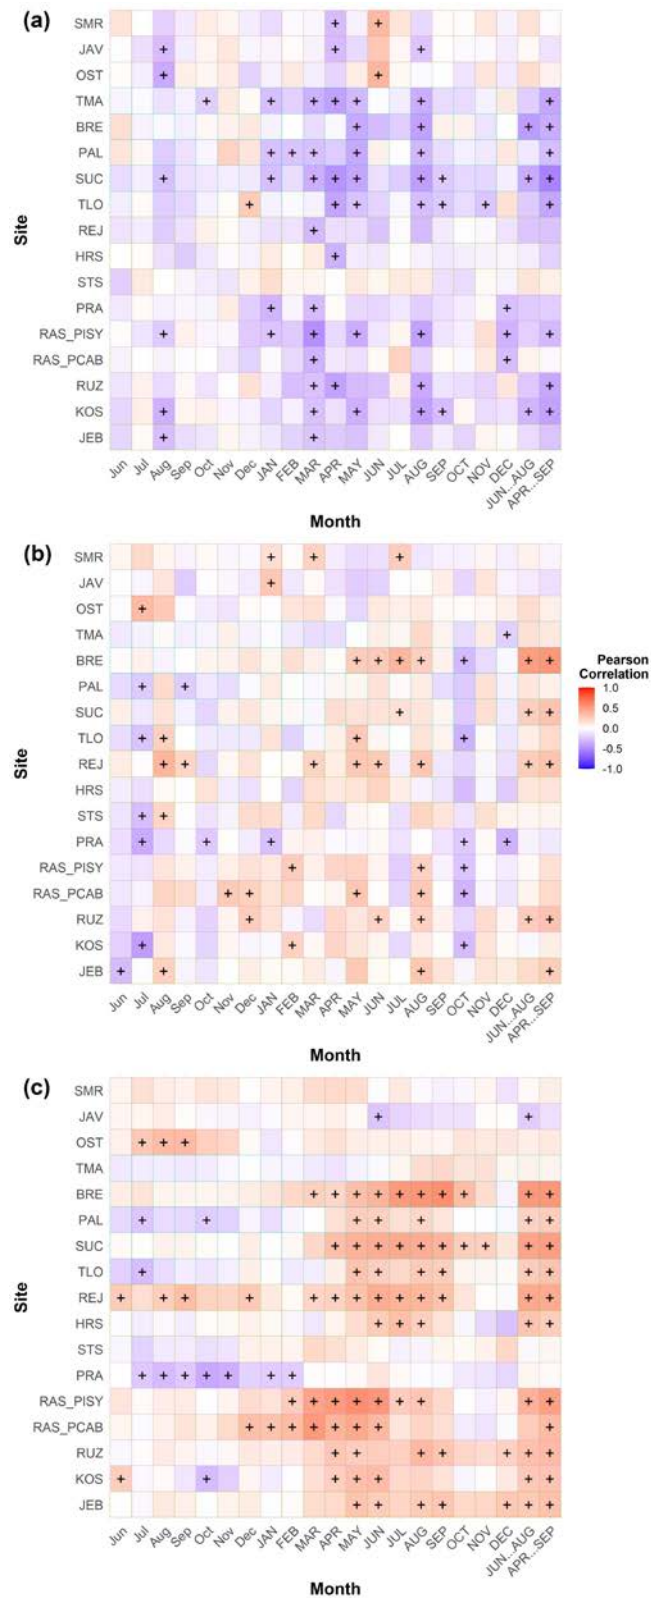 (a)
SMR
JAV
OST
TMA
BRE
PAL
SUC
TLO
REJ
HRS
STS
PRA
RAS_PISY
RAS_PCAB
RUZ
KOS
JEB
Site
Jun Jul Aug Sep Oct Nov Dec JAN FEB MAR APR MAY JUN JUL AUG SEP OCT NOV DEC JUN...AUG APR...SEP
Month
(b)
SMR
JAV
OST
TMA
BRE
PAL
SUC
TLO
REJ
HRS
STS
PRA
RAS_PISY
RAS_PCAB
RUZ
KOS
JEB
Site
Jun Jul Aug Sep Oct Nov Dec JAN FEB MAR APR MAY JUN JUL AUG SEP OCT NOV DEC JUN...AUG APR...SEP
Month
Pearson
Correlation
1.0
0.5
0.0
-0.5
-1.0
(c)
SMR
JAV
OST
TMA
BRE
PAL
SUC
TLO
REJ
HRS
STS
PRA
RAS_PISY
RAS_PCAB
RUZ
KOS
JEB
Site
Jun Jul Aug Sep Oct Nov Dec JAN FEB MAR APR MAY JUN JUL AUG SEP OCT NOV DEC JUN...AUG APR...SEP
Month